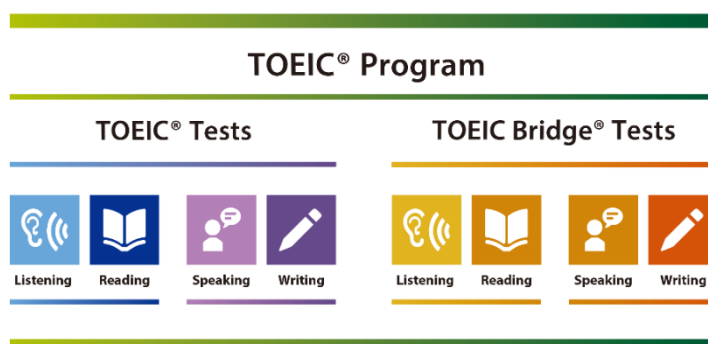 TOEIC® Program
TOEIC® Tests
Listening Reading Speaking Writing
TOEIC Bridge® Tests
Listening Reading Speaking Writing